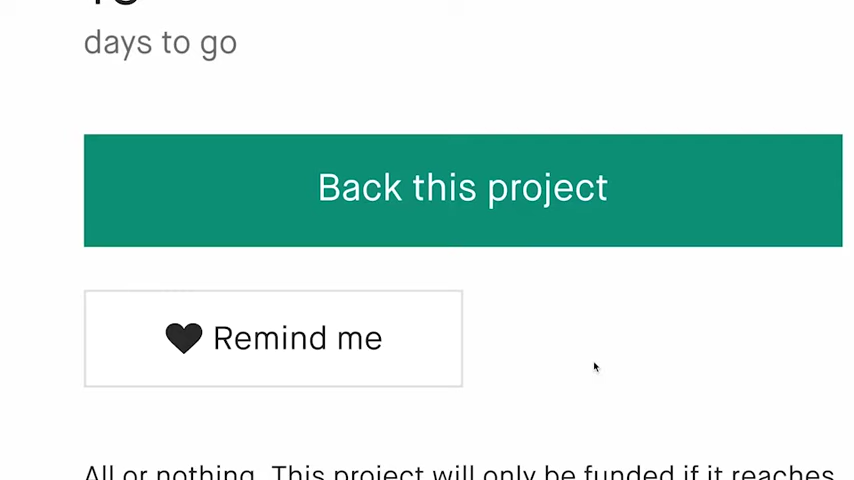 days to go
Back this project
Remind me
All or nothing. This project will only be funded if it reaches